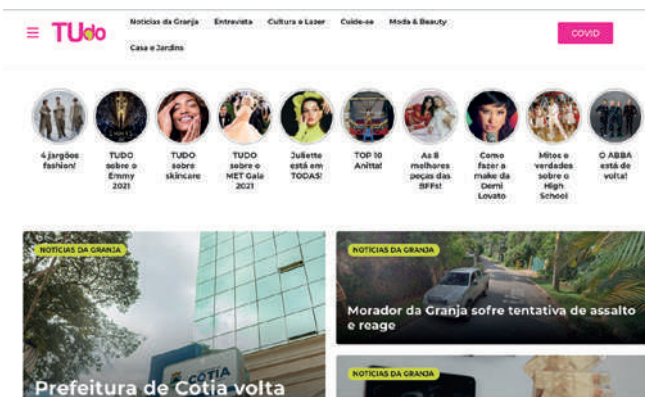 TUdo
Notícias da Granja Entrevista Cultura e Lazer Cuide-se Moda & Beauty
Casa e Jardins
COVID
4 jargões
fashion!
TUDO
sobre o
Emmy
2021
TUDO
sobre
skincare
TUDO
sobre o
MET Gala
2021
Juliette
está em
TODAS!
TOP 10
Anitta!
As 8
melhores
peças das
BFFs!
Como
fazer a
make da
Demi
Lovato
Mitos e
verdades
sobre o
High
School
O ABBA
está de
volta!
NOTÍCIAS DA GRANJA
COTIA
Prefeitura de Cotia volta
NOTÍCIAS DA GRANJA
Morador da Granja sofre tentativa de assalto
e reage
NOTÍCIAS DA GRANJA